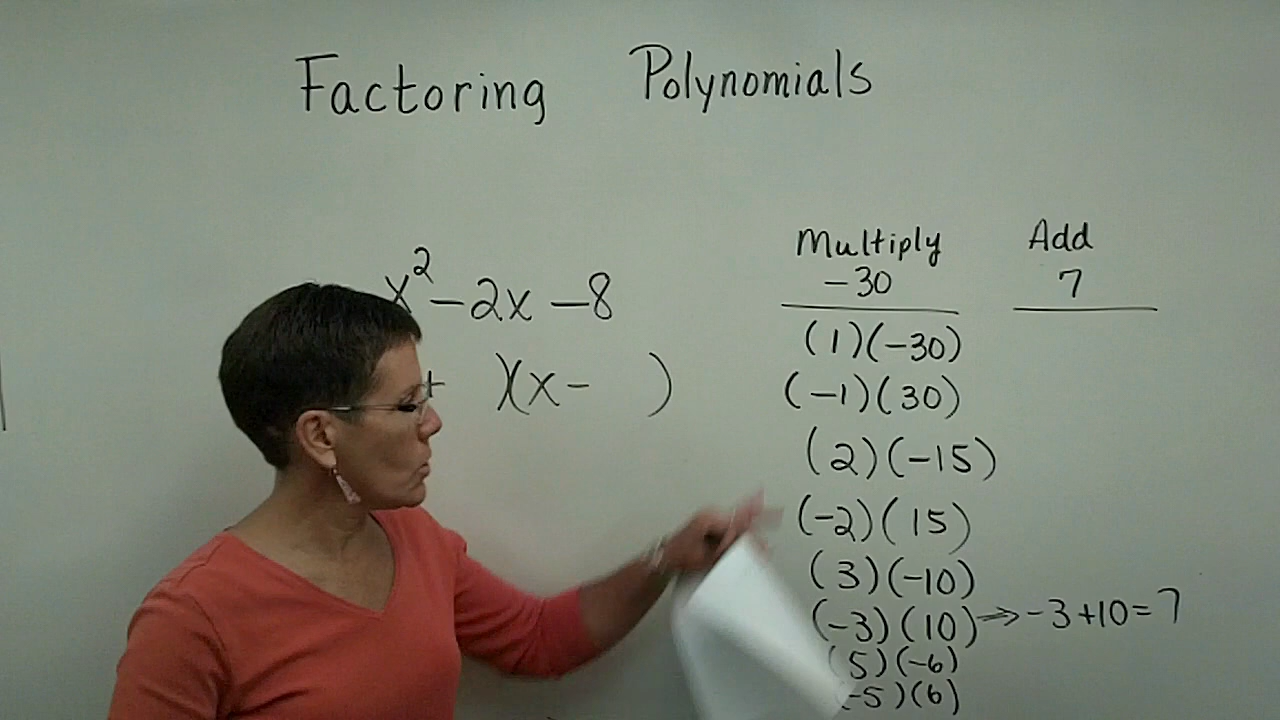 Factoring Polynomials
x² - 2x - 8
+ )(x - )
Multiply Add
-30 7
(1)(-30)
(-1)(30)
(2)(-15)
(-2)(15)
(3)(-10)
(-3)(10) ⇒ -3+10=7
(5)(-6)
-5)(6)